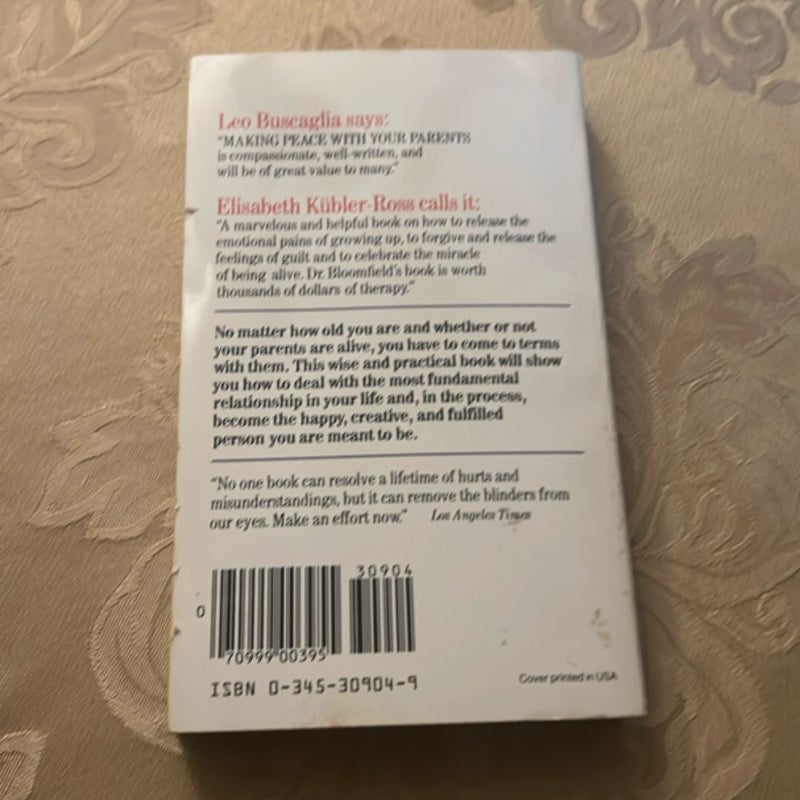 Leo Buscaglia says:
"MAKING PEACE WITH YOUR PARENTS
is compassionate, well-written, and
will be of great value to many."
Elisabeth Kübler-Ross calls it:
"A marvelous and helpful book on how to release the
emotional pains of growing up, to forgive and release the
feelings of guilt and to celebrate the miracle
of being alive. Dr. Bloomfield's book is worth
thousands of dollars of therapy."
No matter how old you are and whether or not
your parents are alive, you have to come to terms
with them. This wise and practical book will show
you how to deal with the most fundamental
relationship in your life and, in the process,
become the happy, creative, and fulfilled
person you are meant to be.
"No one book can resolve a lifetime of hurts and
misunderstandings, but it can remove the blinders from
our eyes. Make an effort now." Los Angeles Times
30904
0
70999 00395
ISBN 0-345-30904-9
Cover printed in USA